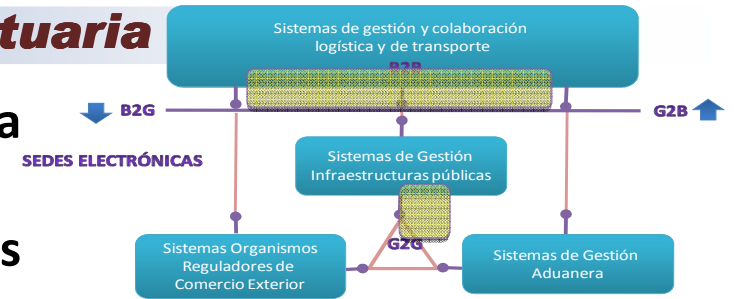 tuaria
Sistemas de gestión y colaboración
logística y de transporte
B2B
a
B2G
G2B
SEDES ELECTRÓNICAS
Sistemas de Gestión
Infraestructuras públicas
s
G2G
Sistemas Organismos
Reguladores de
Comercio Exterior
Sistemas de Gestión
Aduanera